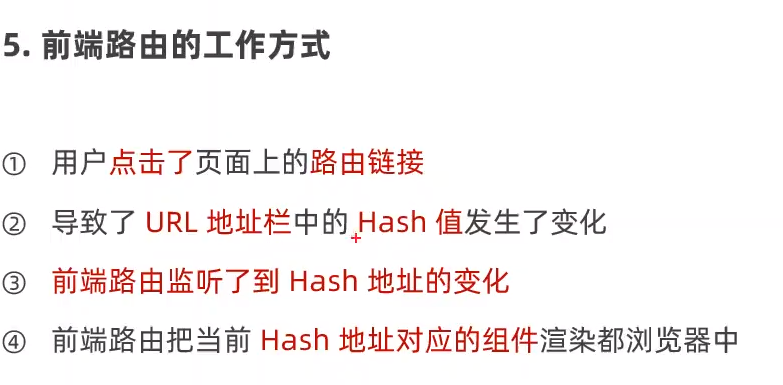 5. 前端路由的工作方式
① 用户点击了页面上的路由链接
② 导致了 URL 地址栏中的 Hash 值发生了变化
③ 前端路由监听了到 Hash 地址的变化
④ 前端路由把当前 Hash 地址对应的组件渲染都浏览器中